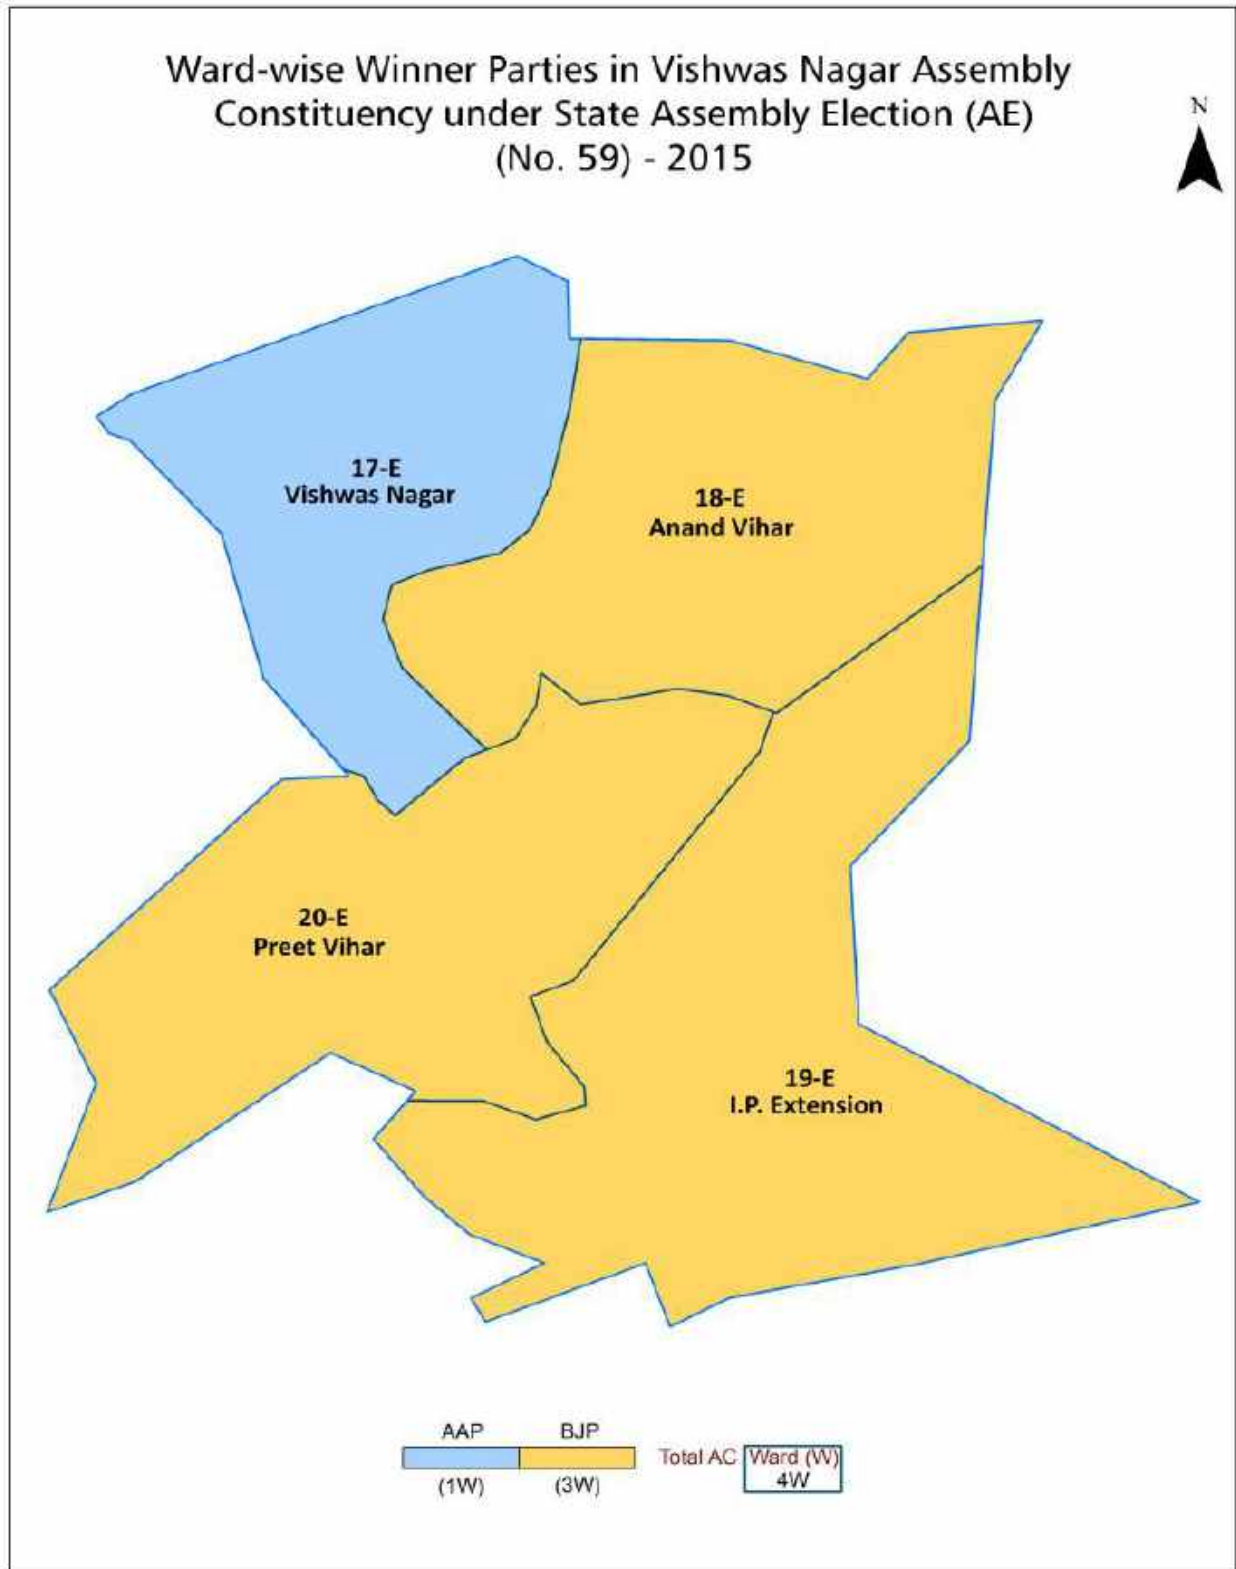 Ward-wise Winner Parties in Vishwas Nagar Assembly
Constituency under State Assembly Election (AE)
(No. 59) - 2015
N
17-E
Vishwas Nagar
18-E
Anand Vihar
20-E
Preet Vihar
19-E
I.P. Extension
AAP BJP
Total AC Ward (W)
(1W) (3W) 4W